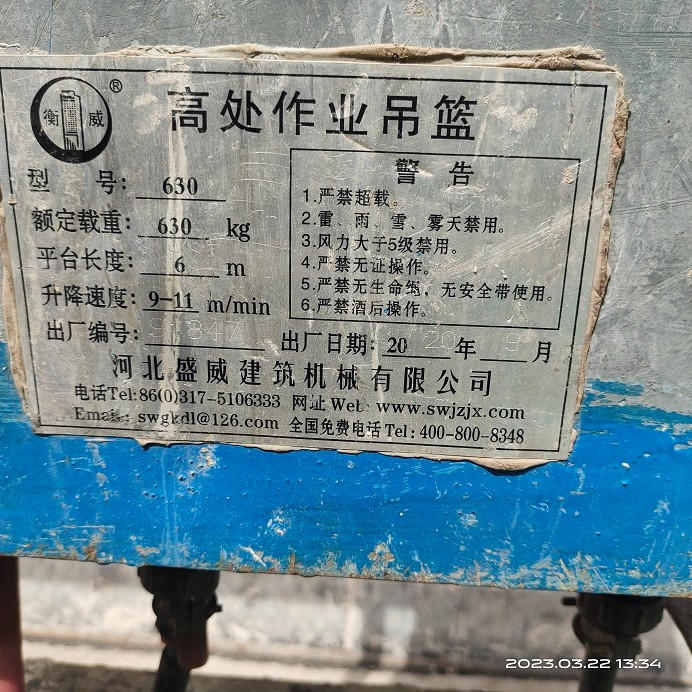 衡威®
高处作业吊篮
型 号: 630
额定载重: 630 kg
平台长度: 6 m
升降速度: 9-11 m/min
出厂编号:
警告
1.严禁超载。
2.雷、雨、雪、雾天禁用。
3.风力大于5级禁用。
4.严禁无证操作。
5.严禁无生命绳,无安全带使用。
6.严禁酒后操作。
出厂日期: 20 20 年 9 月
河北盛威建筑机械有限公司
电话Tel:86(0)317-5106333 网址Web: www.swjzjx.com
Email: swgkdl@126.com 全国免费电话Tel: 400-800-8348
2023.03.22 13:34